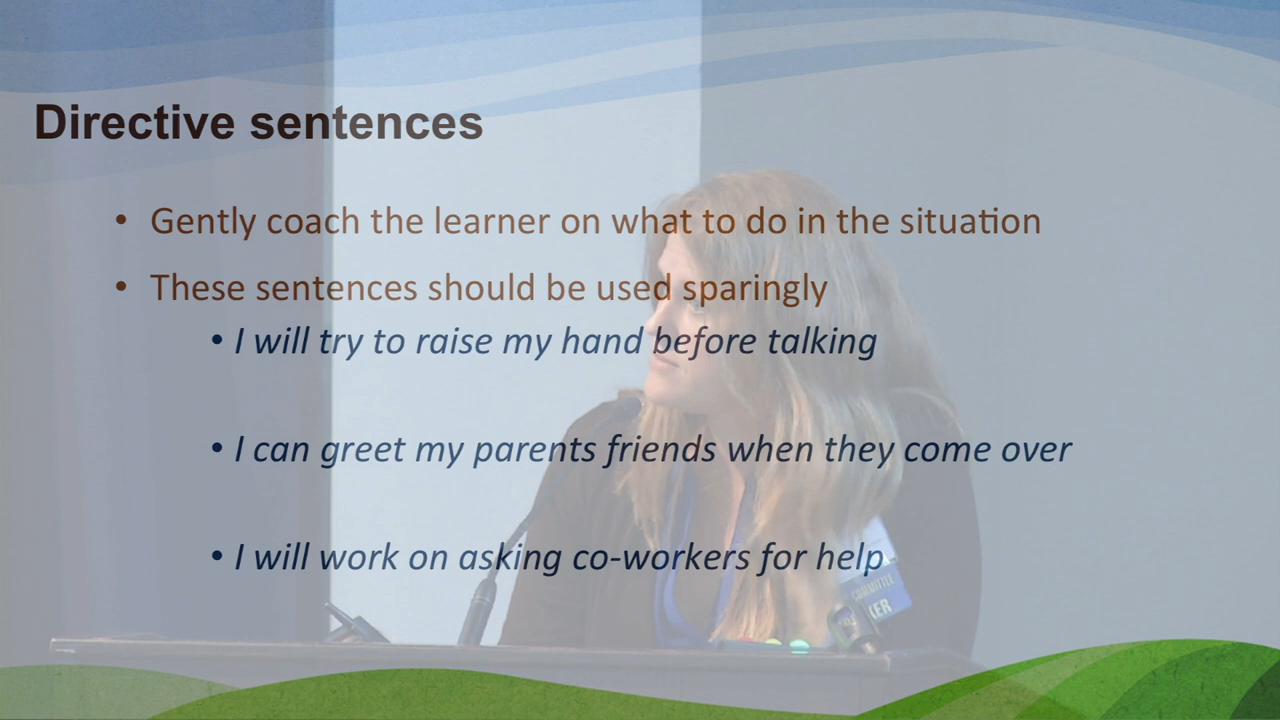 Directive sentences
• Gently coach the learner on what to do in the situation
• These sentences should be used sparingly
• I will try to raise my hand before talking
• I can greet my parents friends when they come over
• I will work on asking co-workers for help
COMMITTEE